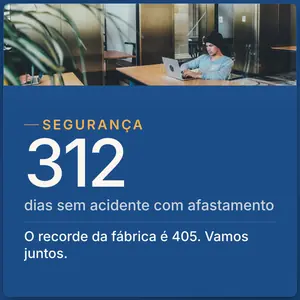 SEGURANÇA
312
dias sem acidente com afastamento
O recorde da fábrica é 405. Vamos
juntos.